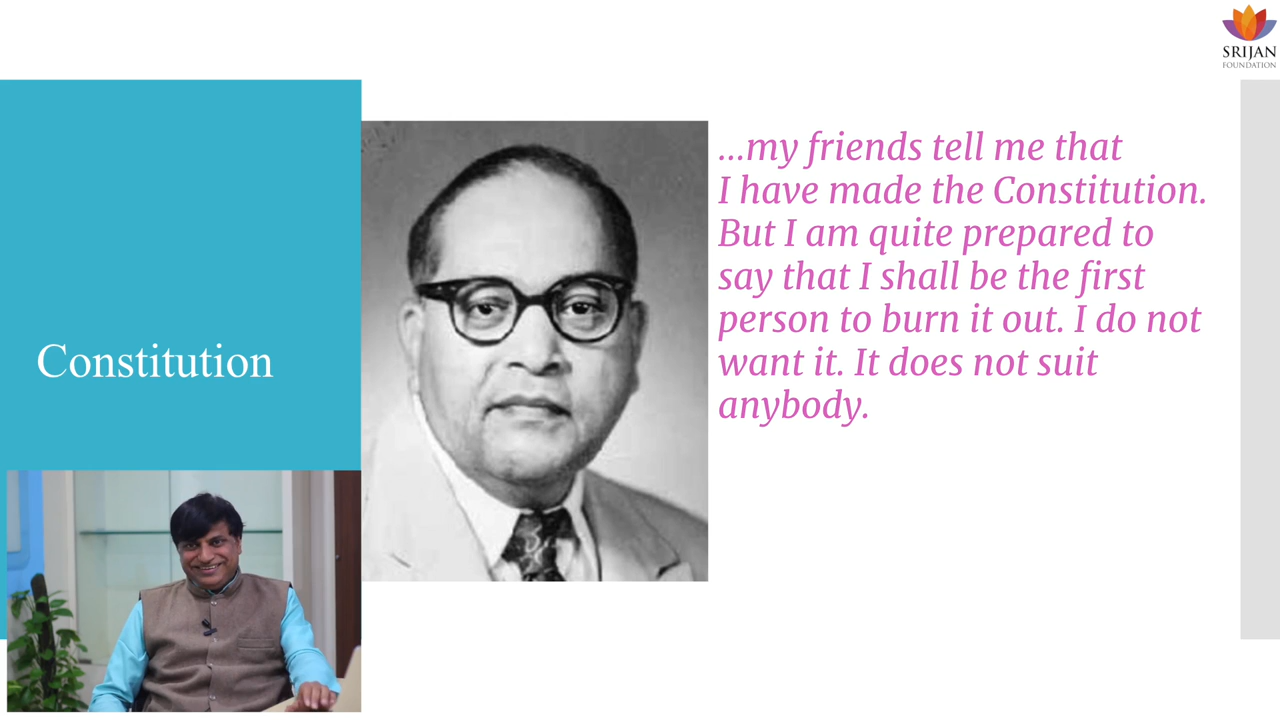 SRIJAN
FOUNDATION
Constitution
...my friends tell me that
I have made the Constitution.
But I am quite prepared to
say that I shall be the first
person to burn it out. I do not
want it. It does not suit
anybody.